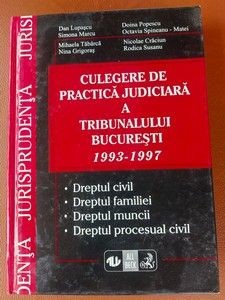 Dan Lupaşcu
Simona Marcu
Doina Popescu
Octavia Spineanu - Matei
Mihaela Tăbârcă
Nina Grigoraş
Nicolae Crăciun
Rodica Susanu
CULEGERE DE
PRACTICĂ JUDICIARĂ
A
TRIBUNALULUI
BUCUREŞTI
1993-1997
• Dreptul civil
• Dreptul familiei
• Dreptul muncii
• Dreptul procesual civil
ALL
BECK
DENŢA JURISPRUDENŢĂ JURIS